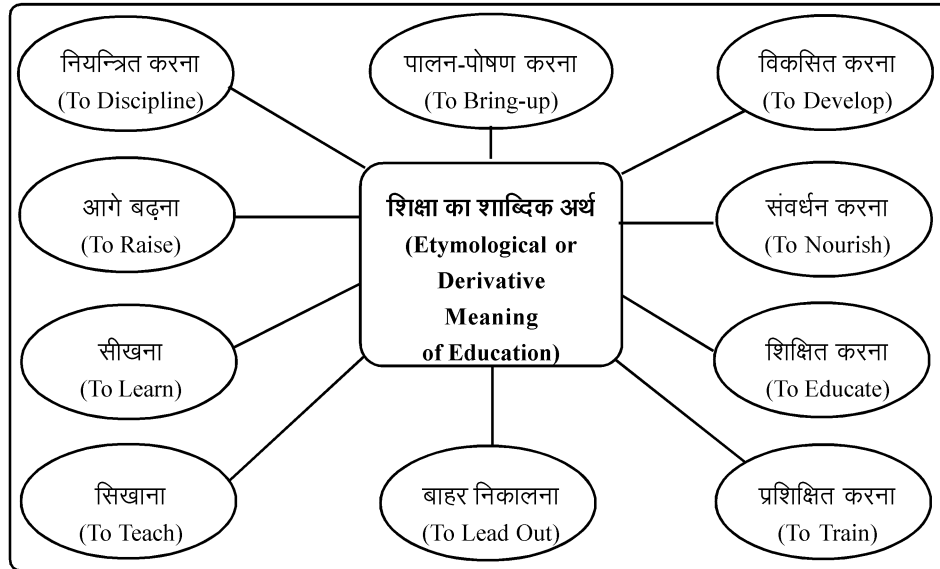 नियन्त्रित करना
(To Discipline)
पालन-पोषण करना
(To Bring-up)
विकसित करना
(To Develop)
आगे बढ़ना
(To Raise)
शिक्षा का शाब्दिक अर्थ
(Etymological or
Derivative
Meaning
of Education)
संवर्धन करना
(To Nourish)
सीखना
(To Learn)
शिक्षित करना
(To Educate)
सिखाना
(To Teach)
बाहर निकालना
(To Lead Out)
प्रशिक्षित करना
(To Train)